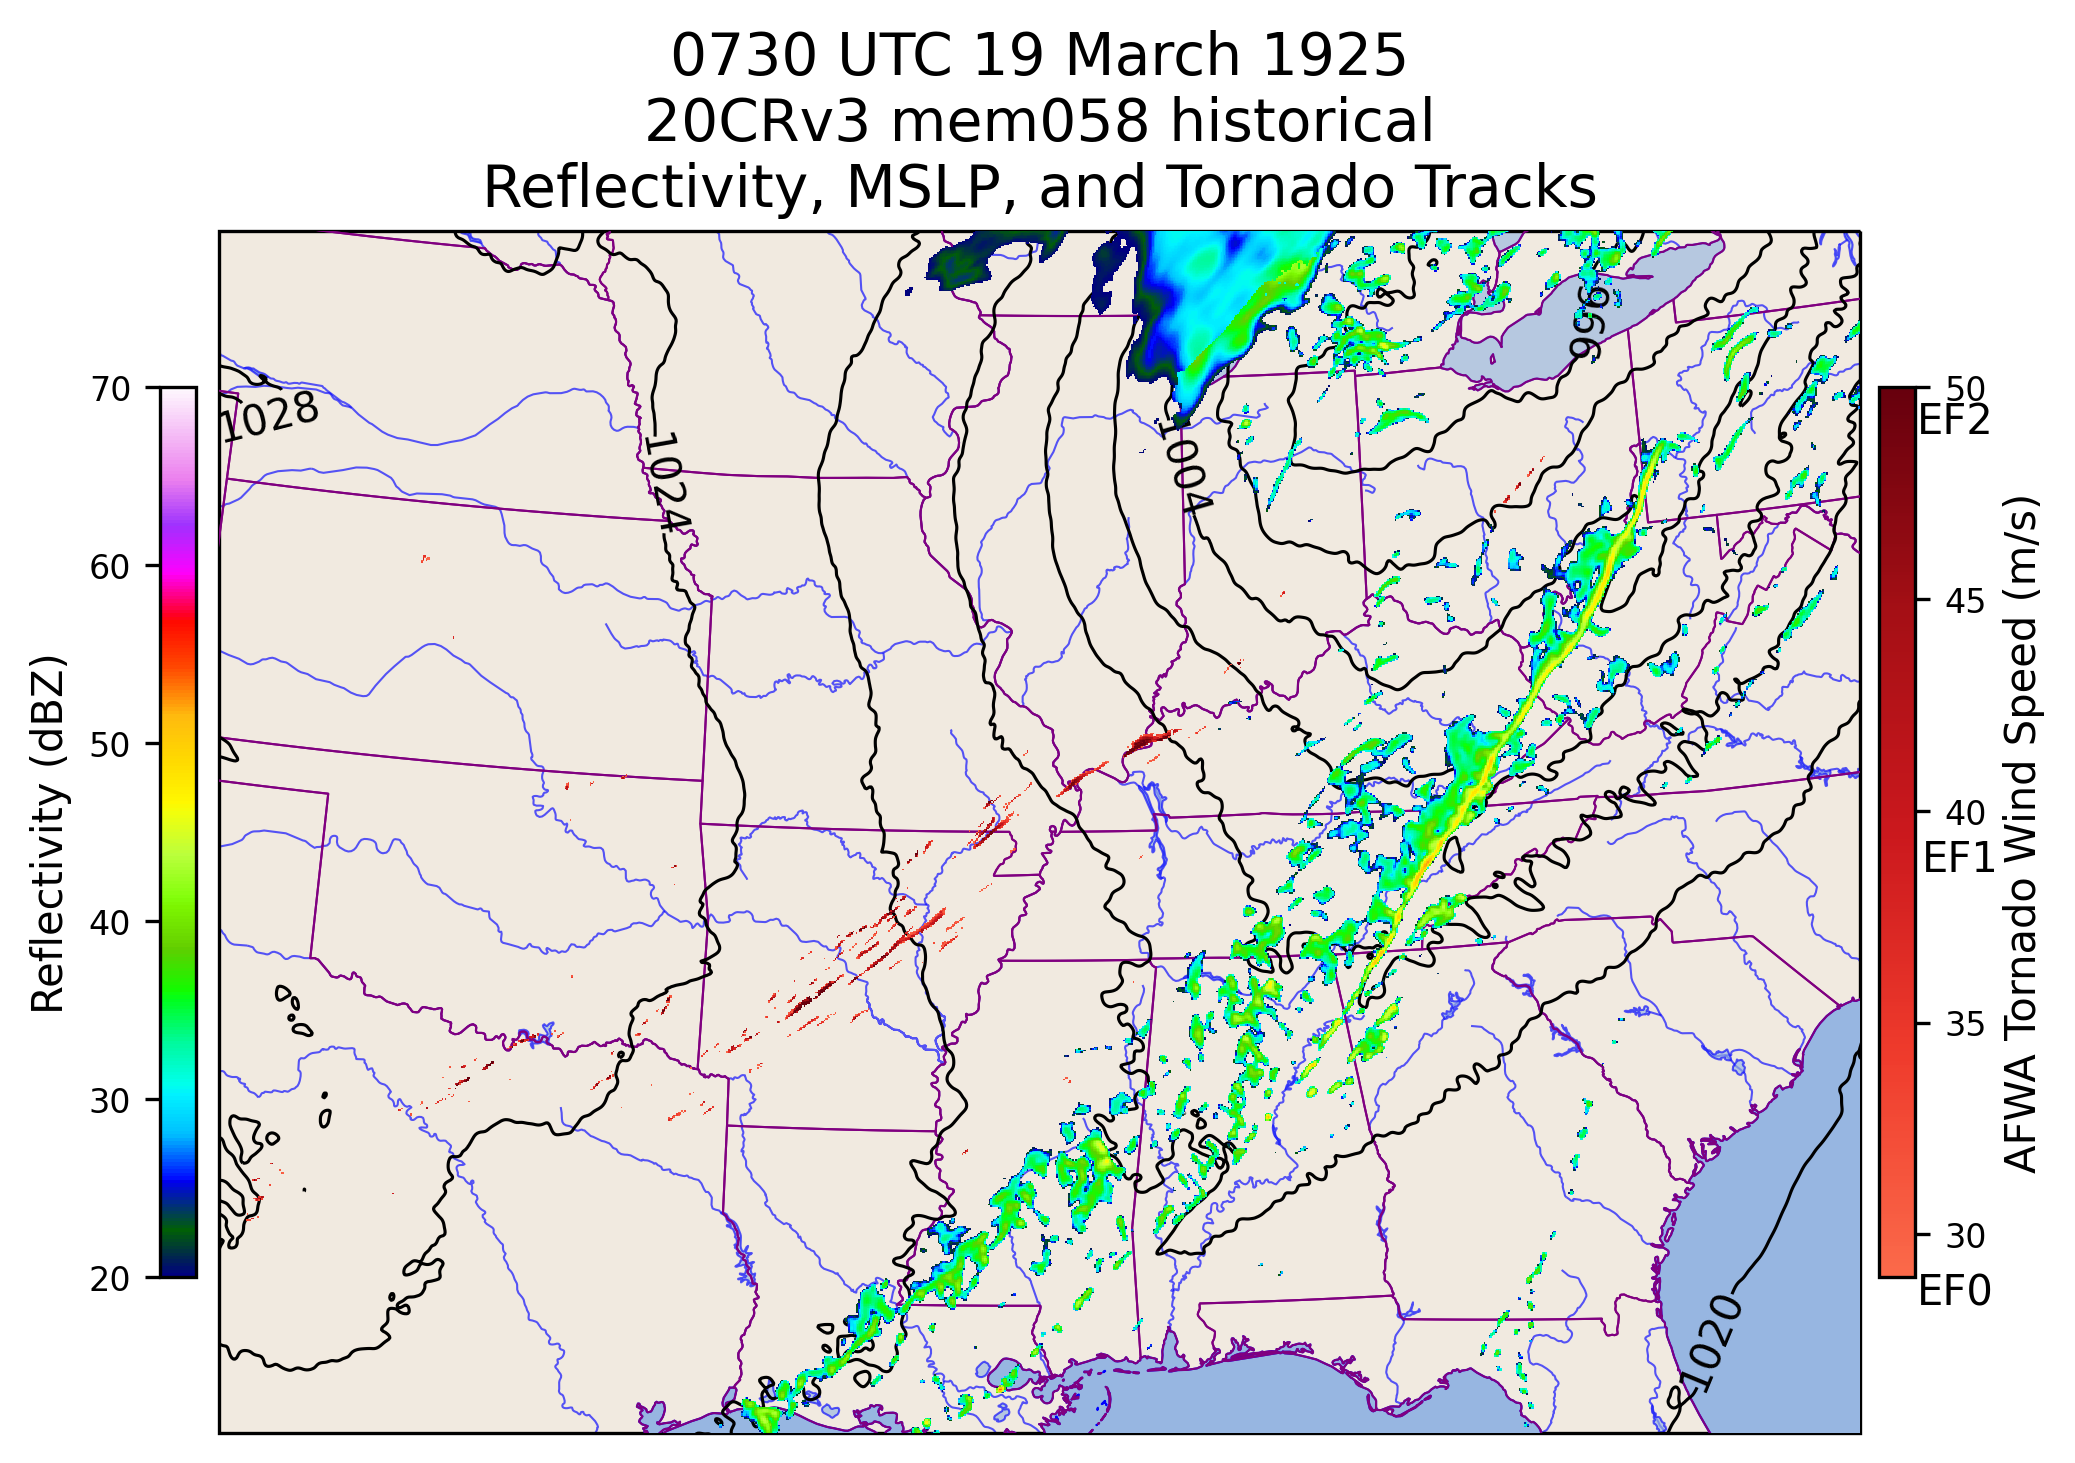 0730 UTC 19 March 1925
20CRv3 mem058 historical
Reflectivity, MSLP, and Tornado Tracks
70
60
50
40
30
20
Reflectivity (dBZ)
1028
1024
1004
996
1020
50
EF2
45
40
EF1
35
30
EF0
AFWA Tornado Wind Speed (m/s)